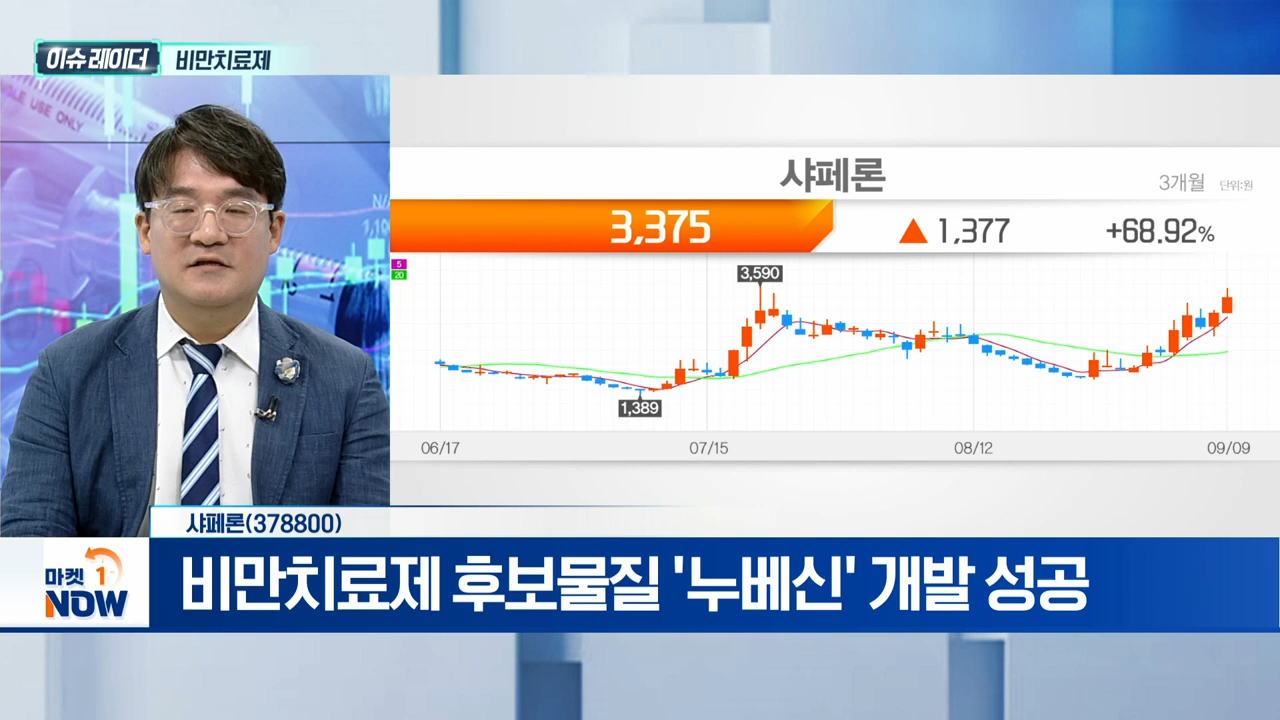 이슈 레이더 비만치료제
LE USE ONLY
샤페론
3개월 단위:원
3,375 ▲ 1,377 +68.92%
5
20
3,590
1,389
06/17 07/15 08/12 09/09
샤페론(378800)
마켓 1
NOW
비만치료제 후보물질 '누베신' 개발 성공